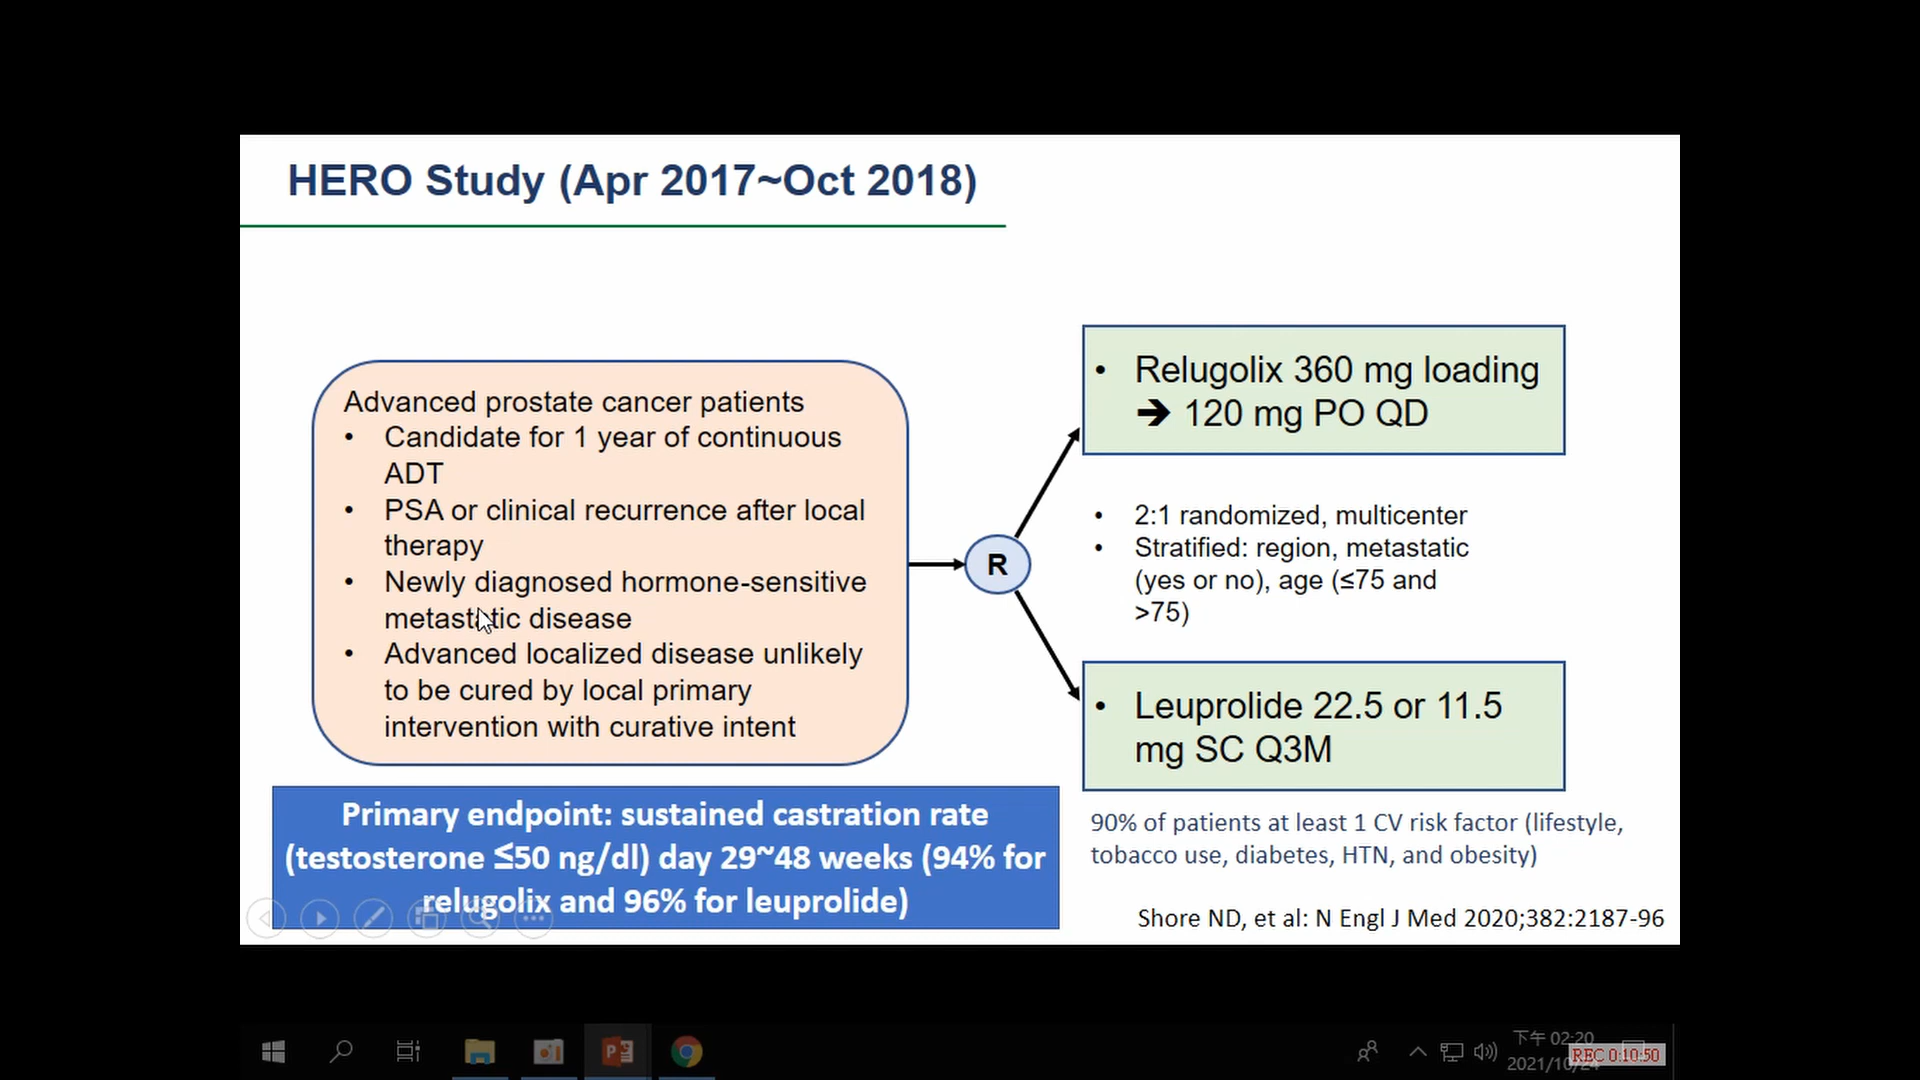 HERO Study (Apr 2017~Oct 2018)
Advanced prostate cancer patients
• Candidate for 1 year of continuous
ADT
• PSA or clinical recurrence after local
therapy
• Newly diagnosed hormone-sensitive
metastatic disease
• Advanced localized disease unlikely
to be cured by local primary
intervention with curative intent
R
• Relugolix 360 mg loading
➔ 120 mg PO QD
• 2:1 randomized, multicenter
• Stratified: region, metastatic
(yes or no), age (≤75 and
>75)
• Leuprolide 22.5 or 11.5
mg SC Q3M
Primary endpoint: sustained castration rate
(testosterone ≤50 ng/dl) day 29~48 weeks (94% for
relugolix and 96% for leuprolide)
90% of patients at least 1 CV risk factor (lifestyle,
tobacco use, diabetes, HTN, and obesity)
Shore ND, et al: N Engl J Med 2020;382:2187-96
下午 02:20
2021/10/24
REC 0:10:50